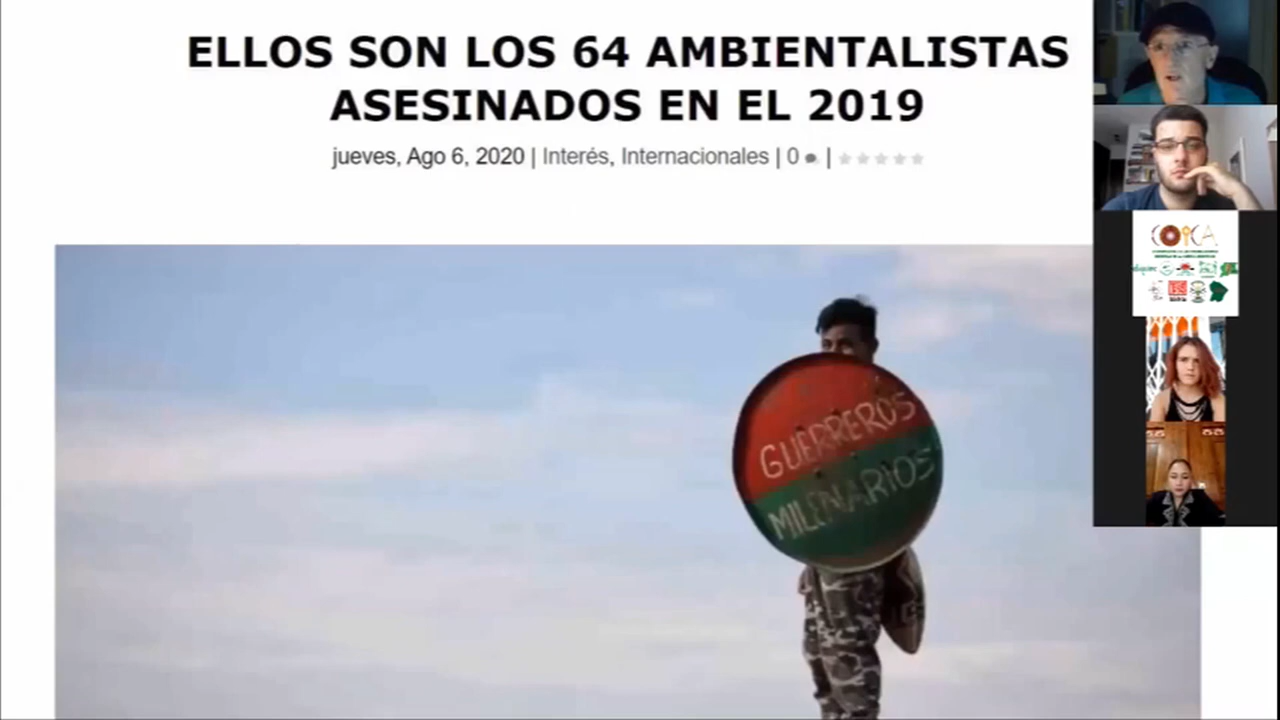 ELLOS SON LOS 64 AMBIENTALISTAS
ASESINADOS EN EL 2019
jueves, Ago 6, 2020 | Interés, Internacionales | 0 |
GUERREROS
MILENARIOS
COICA